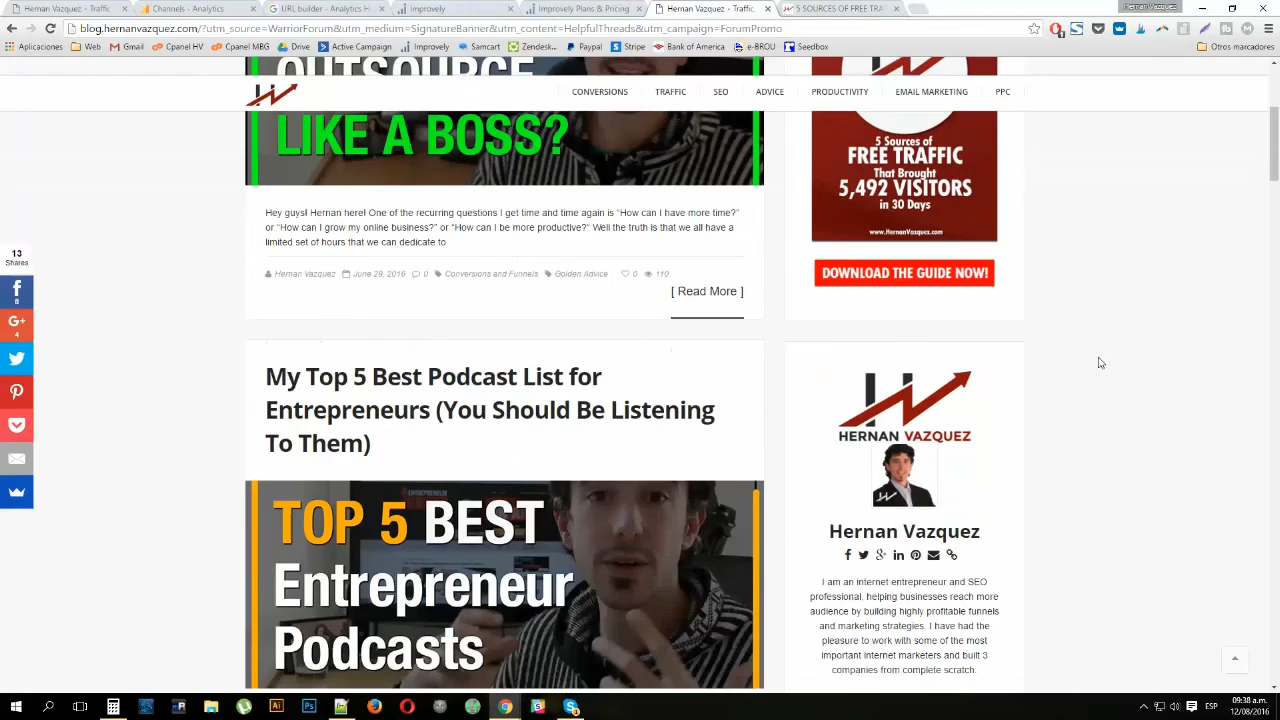 Hernan Vazquez - Traffic
Channels - Analytics
URL builder - Analytics H
Improvely
Improvely Plans & Pricing
Hernan Vazquez - Traffic
5 SOURCES OF FREE TRAF
Hernan Vazquez
blog.hernanvazquez.com/?utm_source=WarriorForum&utm_medium=SignatureBanner&utm_content=HelpfulThreads&utm_campaign=ForumPromo
Aplicaciones
Gmail
Cpanel HV
Cpanel MBG
Drive
Active Campaign
Improvely
Samcart
Zendesk...
Paypal
Stripe
Bank of America
e-BROU
Seedbox
Otros marcadores
OUTSOURCE
CONVERSIONS
TRAFFIC
SEO
ADVICE
PRODUCTIVITY
EMAIL MARKETING
PPC
LIKE A BOSS?
5 Sources of
FREE TRAFFIC
That Brought
5,492 VISITORS
in 30 Days
www.HernanVazquez.com
DOWNLOAD THE GUIDE NOW!
Hey guys! Hernan here! One of the recurring questions I get time and time again is “How can I have more time?”
or “How can I grow my online business?” or “How can I be more productive?” Well the truth is that we all have a
limited set of hours that we can dedicate to
Hernan Vazquez June 29, 2016 0 Conversions and Funnels Golden Advice 0 110
[ Read More ]
13
Shares
8
4
My Top 5 Best Podcast List for
Entrepreneurs (You Should Be Listening
To Them)
TOP 5 BEST
Entrepreneur
Podcasts
HERNAN VAZQUEZ
Hernan Vazquez
I am an internet entrepreneur and SEO
professional, helping businesses reach more
audience by building highly profitable funnels
and marketing strategies. I have had the
pleasure to work with some of the most
important internet marketers and built 3
companies from complete scratch.
ESP
09:38 a.m.
12/08/2016